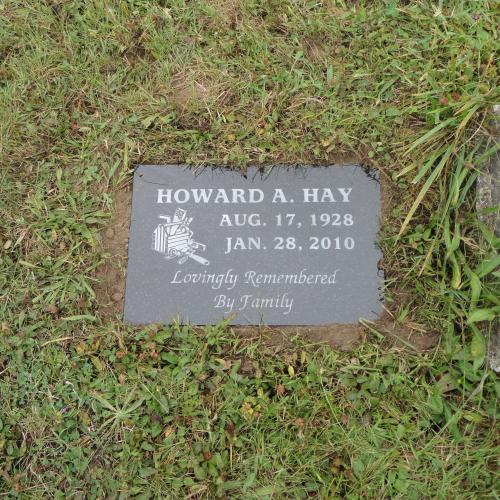 HOWARD A. HAY
AUG. 17, 1928
JAN. 28, 2010
Lovingly Remembered
By Family